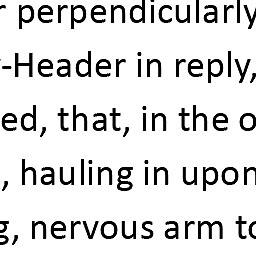 r perpendicularly
-Header in reply,
ed, that, in the o
, hauling in upon
g, nervous arm to